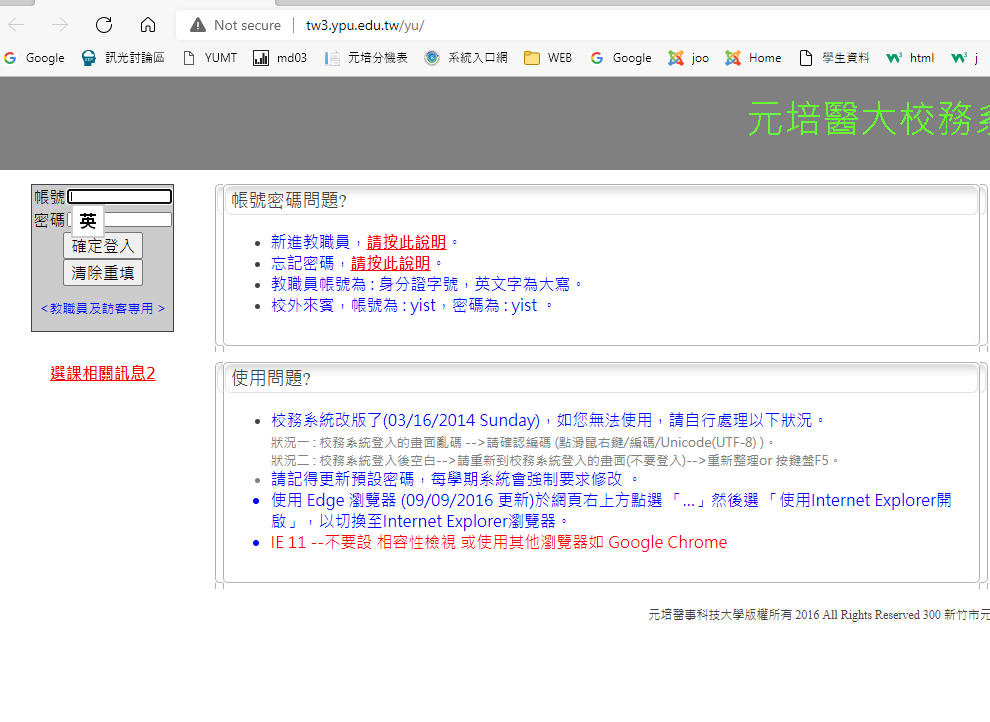 Not secure tw3.ypu.edu.tw/yu/
Google 訊光討論區 YUMT md03 元培分機表 系統入口網 WEB Google joo Home 學生資料 html j
元培醫大校務系
帳號
密碼 英
確定登入
清除重填
<教職員及訪客專用 >
選課相關訊息2
帳號密碼問題?
新進教職員，請按此說明。
忘記密碼，請按此說明。
教職員帳號為 : 身分證字號，英文字為大寫。
校外來賓，帳號為 : yist，密碼為 : yist 。
使用問題?
校務系統改版了(03/16/2014 Sunday)，如您無法使用，請自行處理以下狀況。
狀況一 : 校務系統登入的畫面亂碼 -->請確認編碼 (點滑鼠右鍵/編碼/Unicode(UTF-8) )。
狀況二 : 校務系統登入後空白-->請重新到校務系統登入的畫面(不要登入)-->重新整理or 按鍵盤F5。
請記得更新預設密碼，每學期系統會強制要求修改 。
使用 Edge 瀏覽器 (09/09/2016 更新)於網頁右上方點選 「...」然後選 「使用Internet Explorer開
啟」，以切換至Internet Explorer瀏覽器。
IE 11 --不要設 相容性檢視 或使用其他瀏覽器如 Google Chrome
元培醫事科技大學版權所有 2016 All Rights Reserved 300 新竹市元